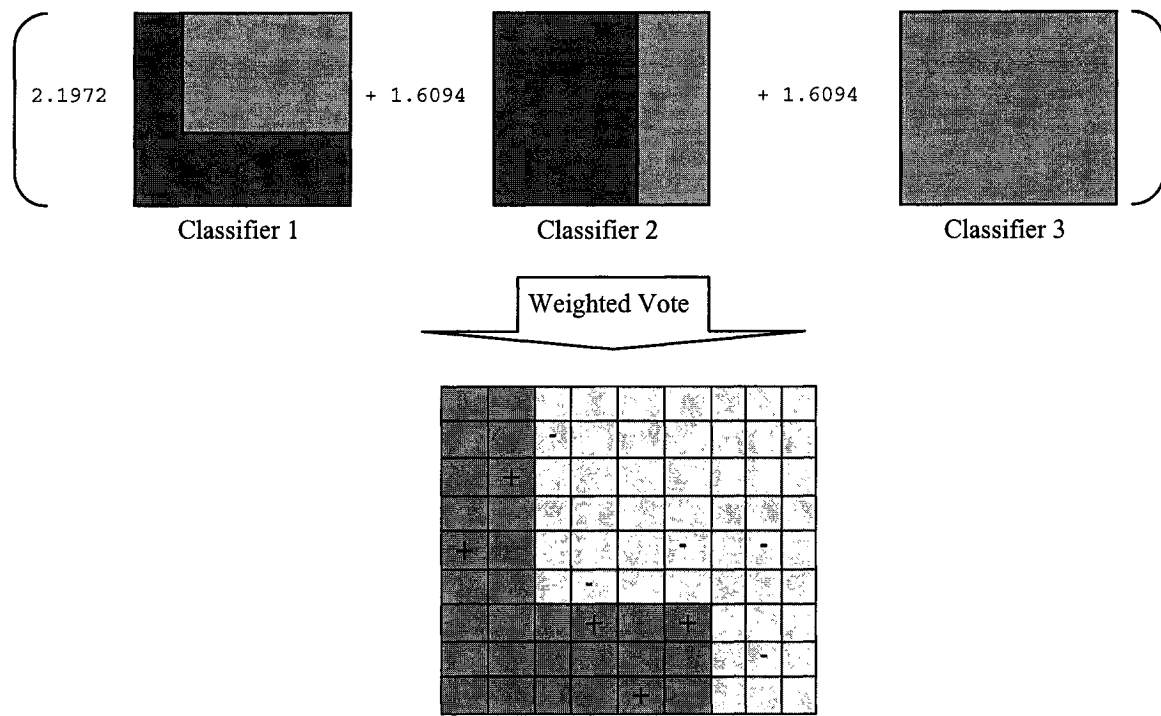 2.1972 + 1.6094 + 1.6094
Classifier 1 Classifier 2 Classifier 3
Weighted Vote
-
+
+ - -
-
+ +
-
+